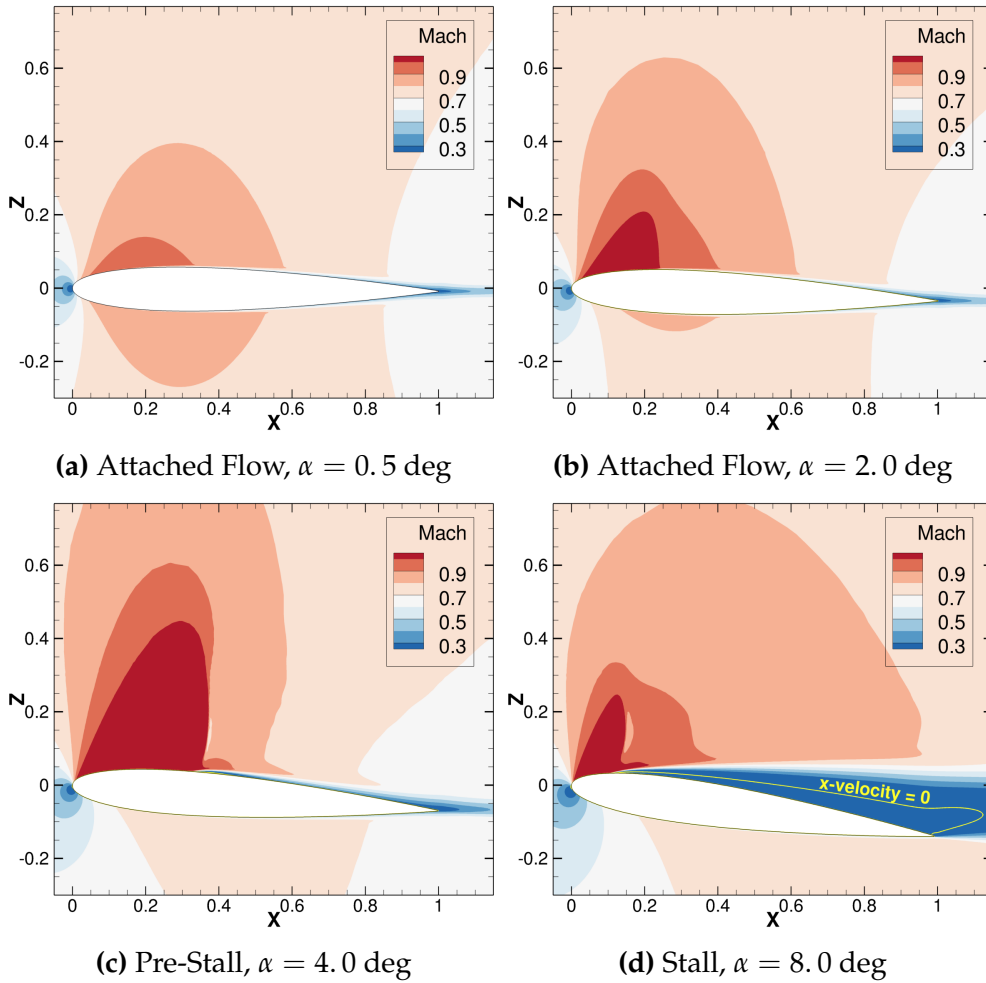 Mach
0.9
0.7
0.5
0.3
0.6
0.4
0.2
0
-0.2
Z
0 0.2 0.4 0.6 0.8 1
X
(a) Attached Flow, α = 0. 5 deg
Mach
0.9
0.7
0.5
0.3
0.6
0.4
0.2
0
-0.2
Z
0 0.2 0.4 0.6 0.8 1
X
(b) Attached Flow, α = 2. 0 deg
Mach
0.9
0.7
0.5
0.3
0.6
0.4
0.2
0
-0.2
Z
0 0.2 0.4 0.6 0.8 1
X
(c) Pre-Stall, α = 4. 0 deg
Mach
0.9
0.7
0.5
0.3
0.6
0.4
0.2
0
-0.2
Z
x-velocity = 0
0 0.2 0.4 0.6 0.8 1
X
(d) Stall, α = 8. 0 deg